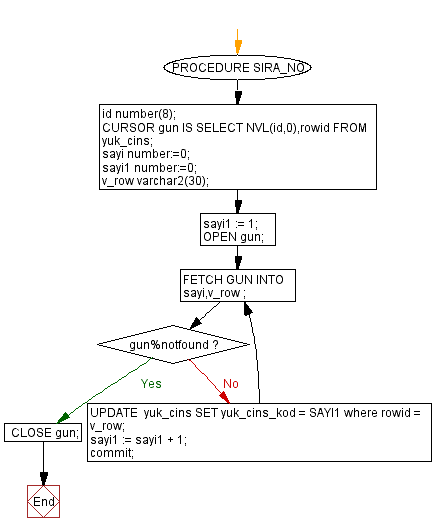 PROCEDURE SIRA_NO
id number(8);
CURSOR gun IS SELECT NVL(id,0),rowid FROM
yuk_cins;
sayi number:=0;
sayi1 number:=0;
v_row varchar2(30);
sayi1 := 1;
OPEN gun;
FETCH GUN INTO
sayi,v_row ;
gun%notfound ?
Yes
No
UPDATE  yuk_cins SET yuk_cins_kod = SAYI1 where rowid =
v_row;
sayi1 := sayi1 + 1;
commit;
CLOSE gun;
End